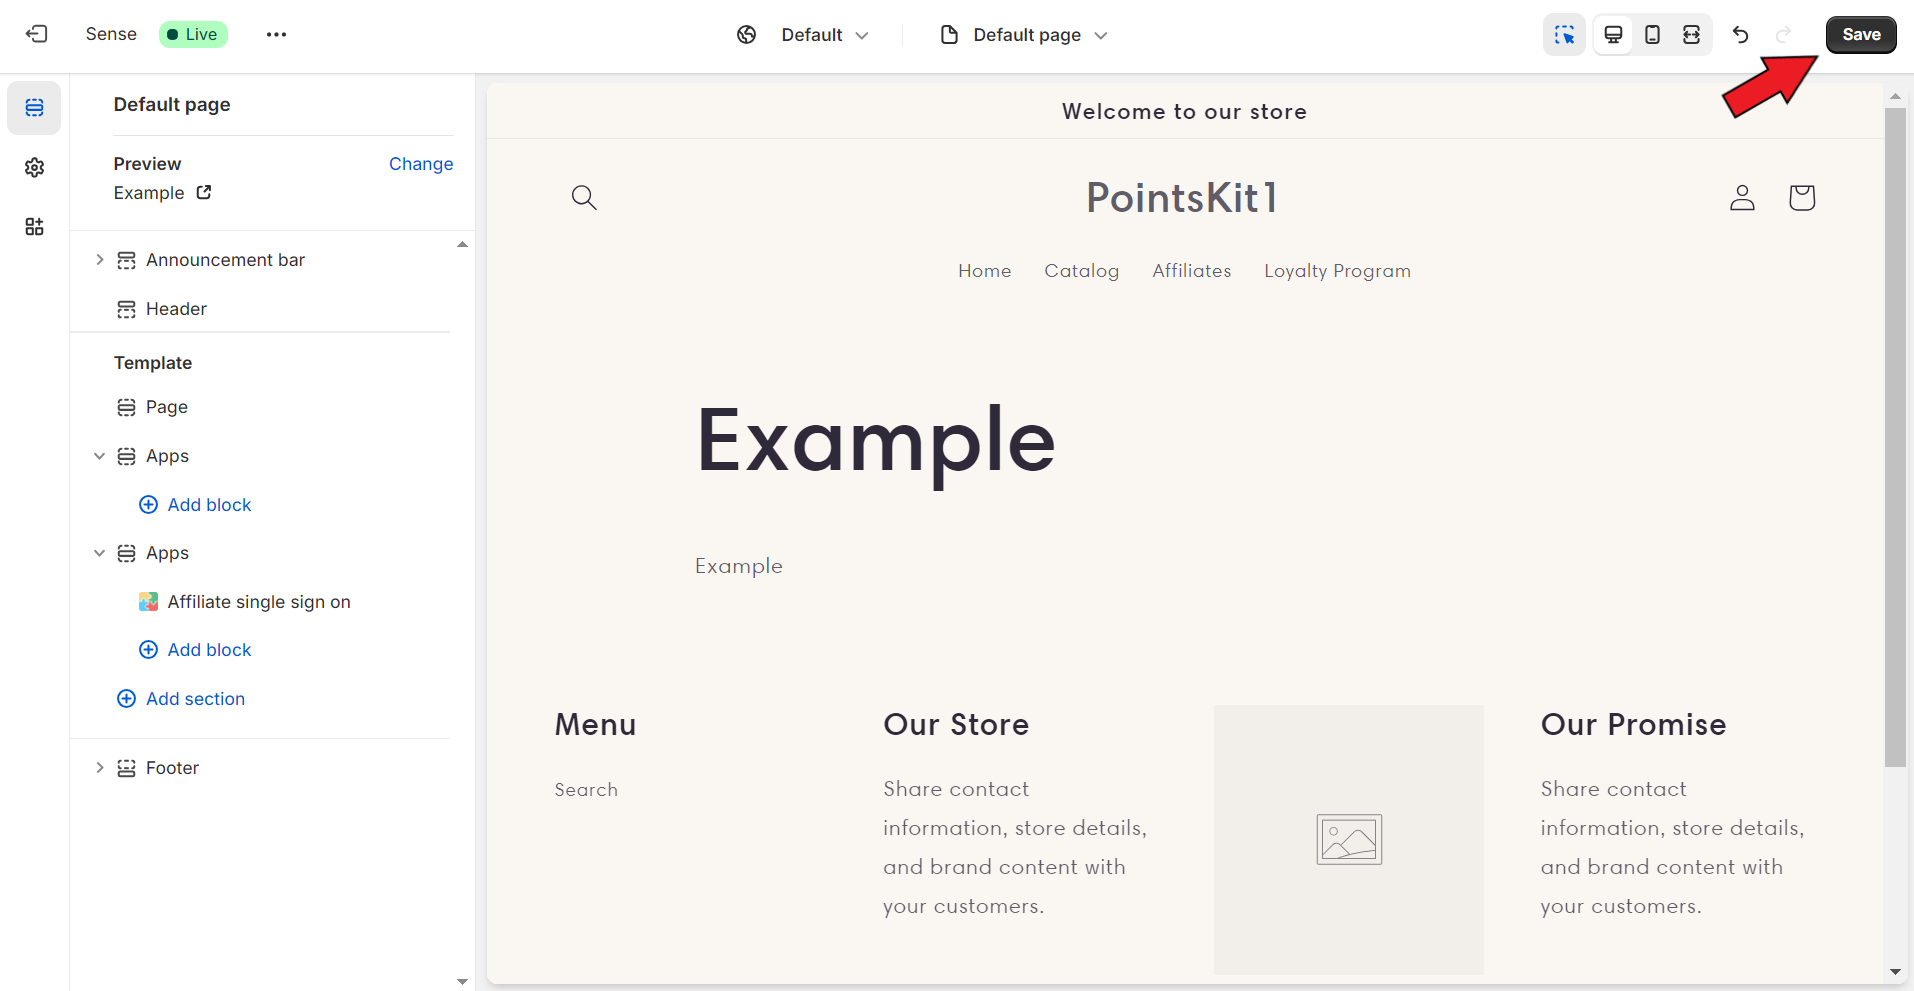 Sense Live ••• Default Default page Save
Default page
Preview Change
Example
Announcement bar
Header
Template
Page
Apps
Add block
Apps
Affiliate single sign on
Add block
Add section
Footer
Welcome to our store
PointsKit1
Home Catalog Affiliates Loyalty Program
Example
Example
Menu
Search
Our Store
Share contact
information, store details,
and brand content with
your customers.
Our Promise
Share contact
information, store details,
and brand content with
your customers.